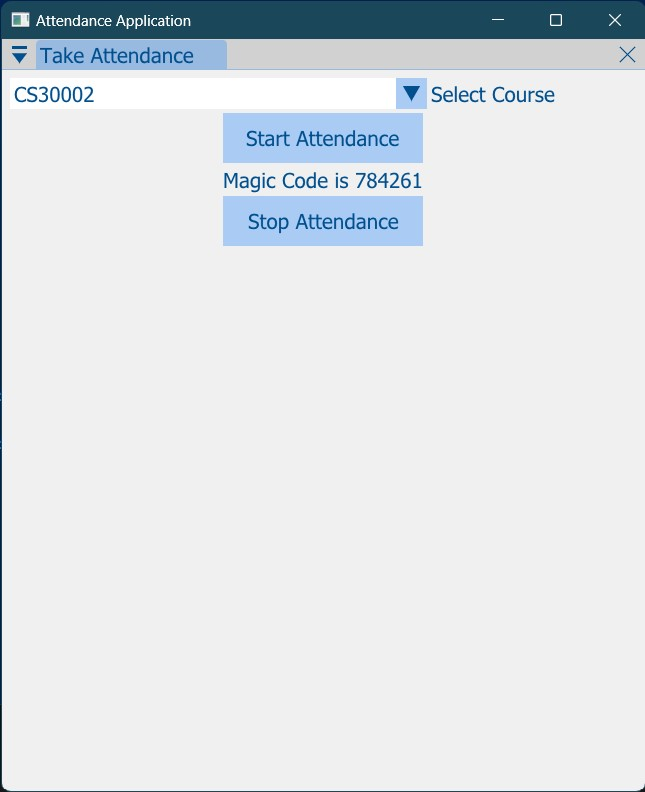 Attendance Application
Take Attendance
CS30002 Select Course
Start Attendance
Magic Code is 784261
Stop Attendance